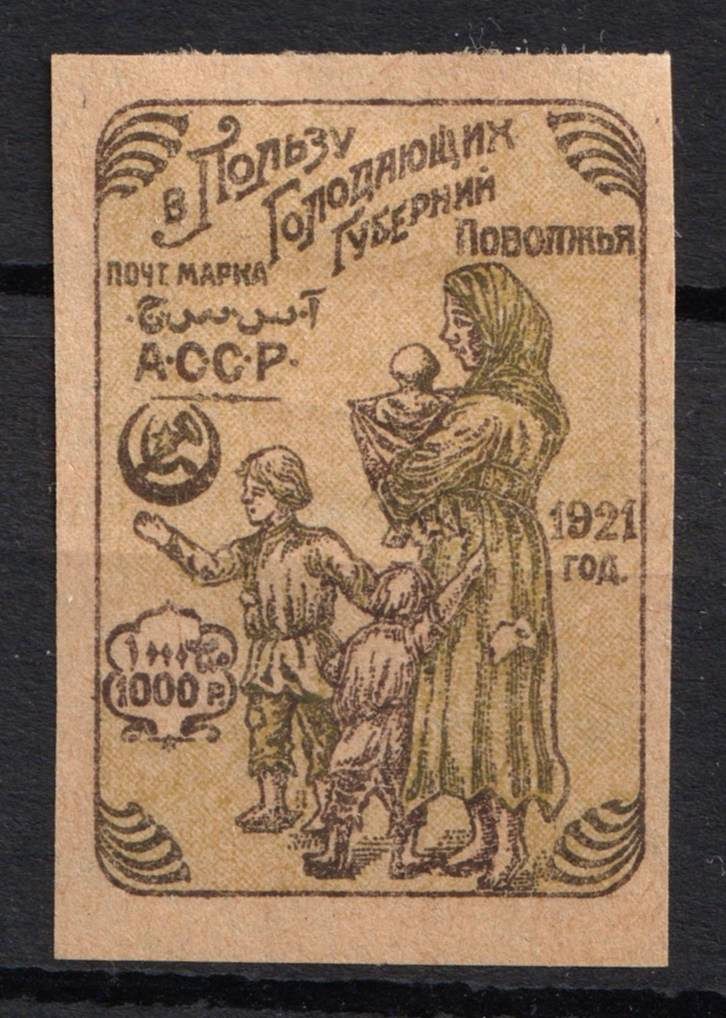 В Пользу
Голодающих
Губерний
Поволжья
ПОЧТ. МАРКА
А·С·С·Р·
1921
ГОД.
1000 Р.